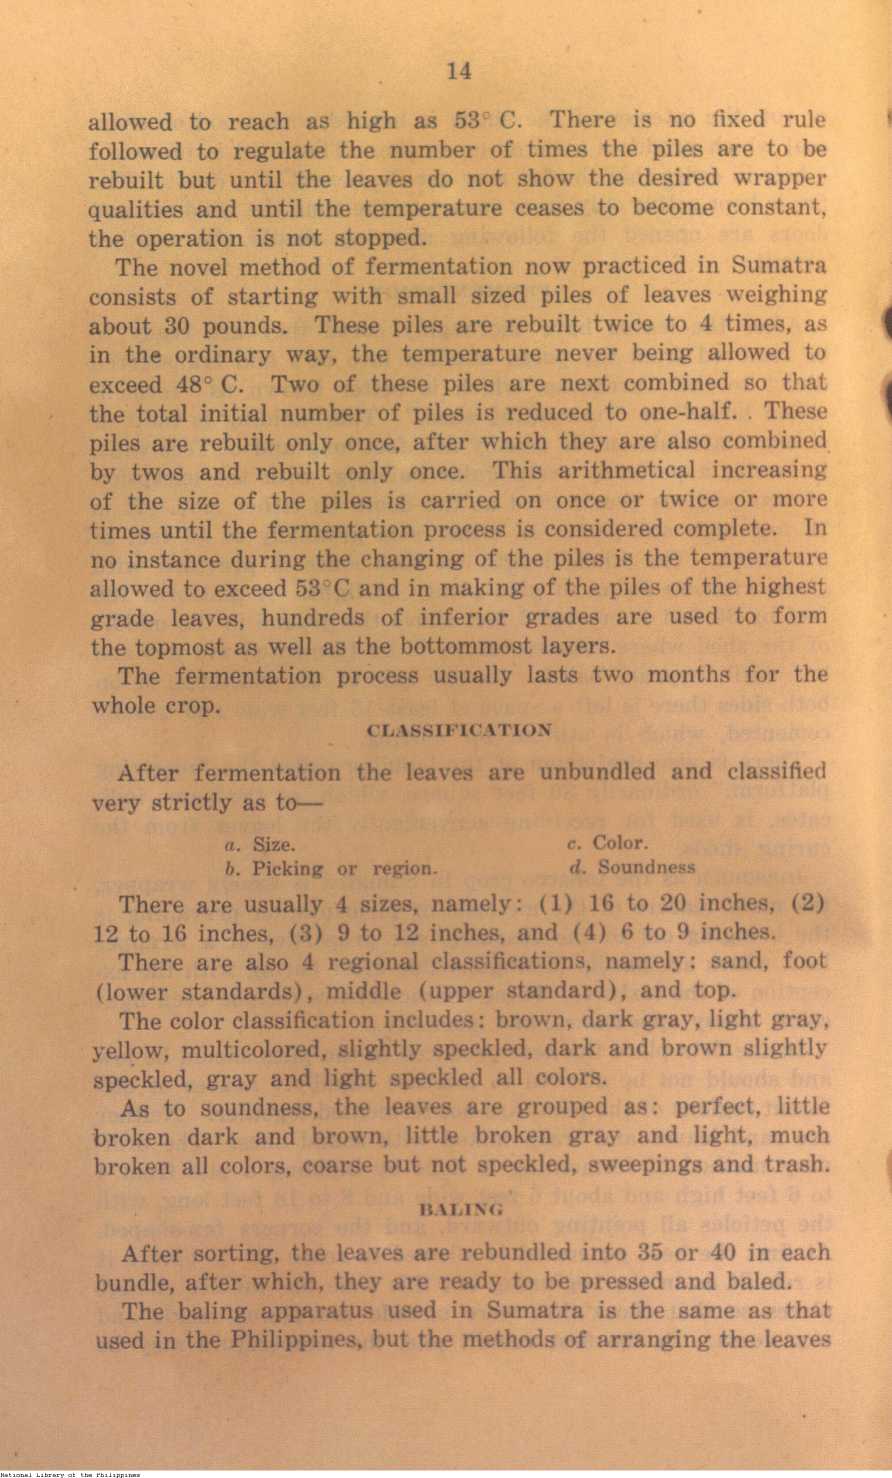 14
allowed to reach as high as 53° C. There is no fixed rule
followed to regulate the number of times the piles are to be
rebuilt but until the leaves do not show the desired wrapper
qualities and until the temperature ceases to become constant,
the operation is not stopped.
The novel method of fermentation now practiced in Sumatra
consists of starting with small sized piles of leaves weighing
about 30 pounds. These piles are rebuilt twice to 4 times, as
in the ordinary way, the temperature never being allowed to
exceed 48° C. Two of these piles are next combined so that
the total initial number of piles is reduced to one-half. . These
piles are rebuilt only once, after which they are also combined
by twos and rebuilt only once. This arithmetical increasing
of the size of the piles is carried on once or twice or more
times until the fermentation process is considered complete. In
no instance during the changing of the piles is the temperature
allowed to exceed 53°C and in making of the piles of the highest
grade leaves, hundreds of inferior grades are used to form
the topmost as well as the bottommost layers.
The fermentation process usually lasts two months for the
whole crop.
CLASSIFICATION
After fermentation the leaves are unbundled and classified
very strictly as to—
a. Size. c. Color.
b. Picking or region. d. Soundness
There are usually 4 sizes, namely: (1) 16 to 20 inches, (2)
12 to 16 inches, (3) 9 to 12 inches, and (4) 6 to 9 inches.
There are also 4 regional classifications, namely: sand, foot
(lower standards), middle (upper standard), and top.
The color classification includes: brown, dark gray, light gray,
yellow, multicolored, slightly speckled, dark and brown slightly
speckled, gray and light speckled all colors.
As to soundness, the leaves are grouped as: perfect, little
broken dark and brown, little broken gray and light, much
broken all colors, coarse but not speckled, sweepings and trash.
BALING
After sorting, the leaves are rebundled into 35 or 40 in each
bundle, after which, they are ready to be pressed and baled.
The baling apparatus used in Sumatra is the same as that
used in the Philippines, but the methods of arranging the leaves
National Library of the Philippines